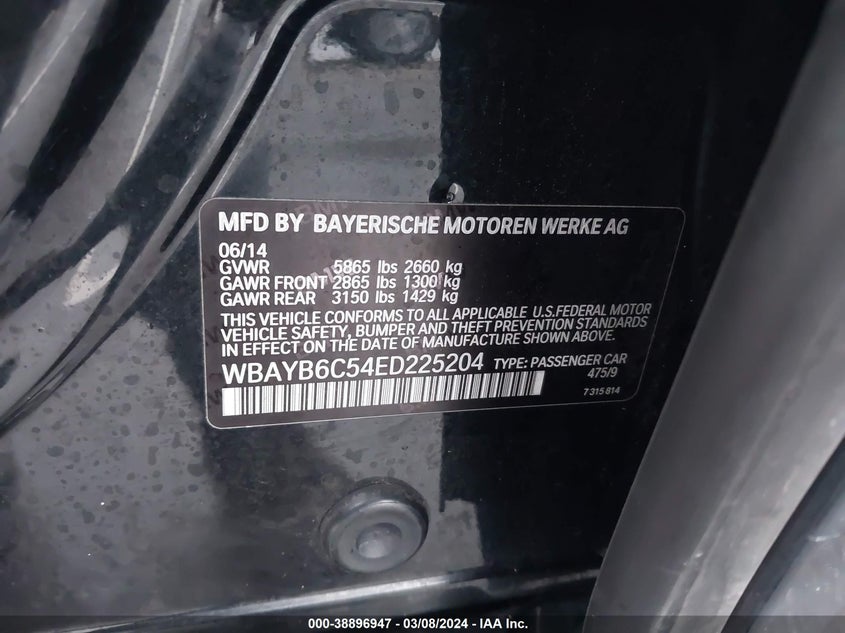 MFD BY BAYERISCHE MOTOREN WERKE AG
06/14
GVWR 5865 lbs 2660 kg
GAWR FRONT 2865 lbs 1300 kg
GAWR REAR 3150 lbs 1429 kg
THIS VEHICLE CONFORMS TO ALL APPLICABLE U.S.FEDERAL MOTOR
VEHICLE SAFETY, BUMPER AND THEFT PREVENTION STANDARDS
IN EFFECT ON THE DATE OF MANUFACTURE SHOWN ABOVE.
WBAYB6C54ED225204 TYPE: PASSENGER CAR
475/9
7 315 814
000-38896947 / 03/08/2024 - IAA Inc.